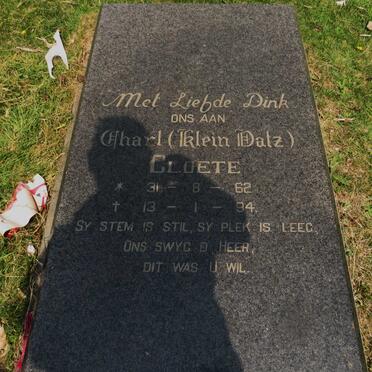 Met Liefde Dink
ONS AAN
Charl (Klein Dalz)
CLOETE
* 31 - 8 - 62
† 13 - 1 - 94.
SY STEM IS STIL, SY PLEK IS LEEG,
ONS SWYG O HEER,
DIT WAS U WIL.